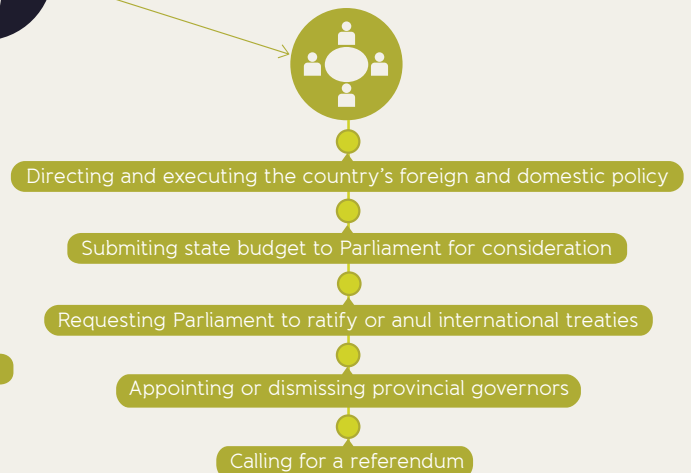 Directing and executing the country's foreign and domestic policy
Submiting state budget to Parliament for consideration
Requesting Parliament to ratify or anul international treaties
Appointing or dismissing provincial governors
Calling for a referendum